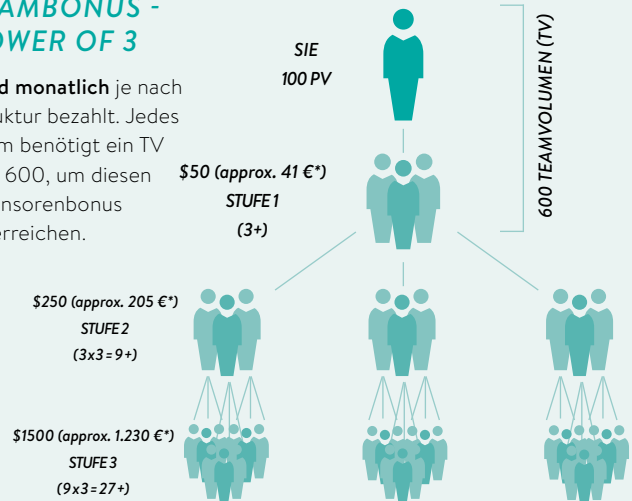 AMBONUS -
OWER OF 3
d monatlich je nach
uktur bezahlt. Jedes
m benötigt ein TV
600, um diesen
nsorenbonus
erreichen.
SIE
100 PV
600 TEAMVOLUMEN (TV)
$50 (approx. 41 €*)
STUFE 1
(3+)
$250 (approx. 205 €*)
STUFE 2
(3x3=9+)
$1500 (approx. 1.230 €*)
STUFE 3
(9x3=27+)